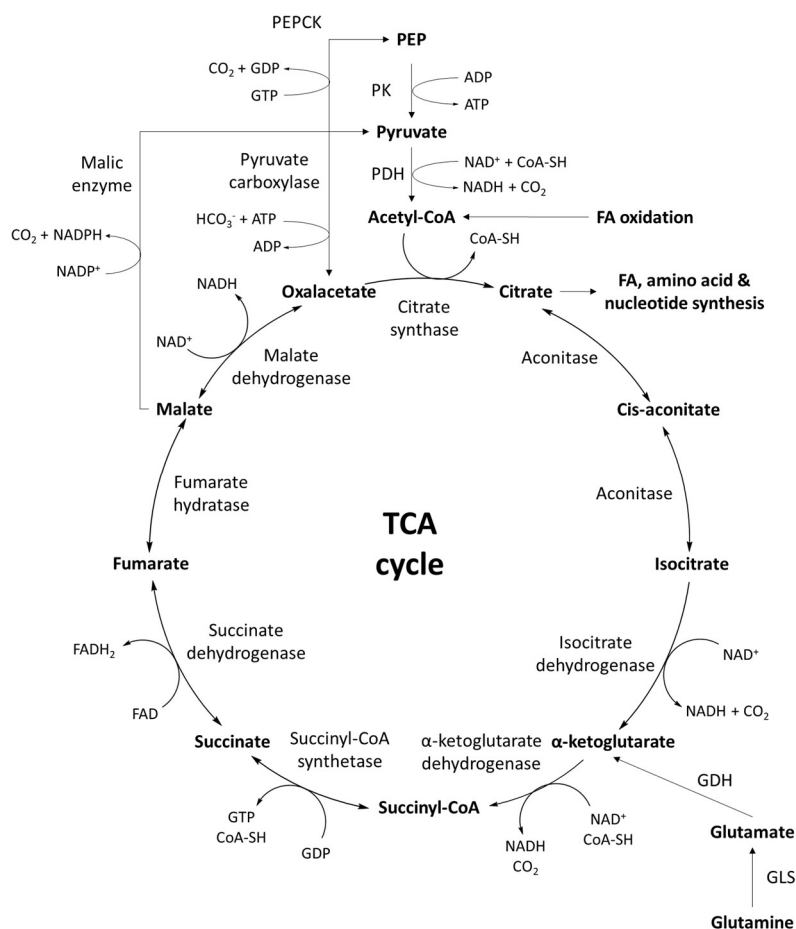 PEPCK
PEP
CO₂ + GDP
GTP
PK
ADP
ATP
Pyruvate
Malic
enzyme
Pyruvate
carboxylase
PDH
NAD⁺ + CoA-SH
NADH + CO₂
HCO₃⁻ + ATP
ADP
Acetyl-CoA
FA oxidation
CO₂ + NADPH
NADP⁺
CoA-SH
NADH
Oxalacetate
Citrate
synthase
Citrate
FA, amino acid &
nucleotide synthesis
NAD⁺
Malate
dehydrogenase
Aconitase
Malate
Cis-aconitate
Fumarate
hydratase
Aconitase
TCA
cycle
Fumarate
Isocitrate
FADH₂
Succinate
dehydrogenase
FAD
Isocitrate
dehydrogenase
NAD⁺
NADH + CO₂
Succinate
Succinyl-CoA
synthetase
α-ketoglutarate
dehydrogenase
α-ketoglutarate
GTP
CoA-SH
GDP
Succinyl-CoA
NADH
CO₂
NAD⁺
CoA-SH
GDH
Glutamate
GLS
Glutamine